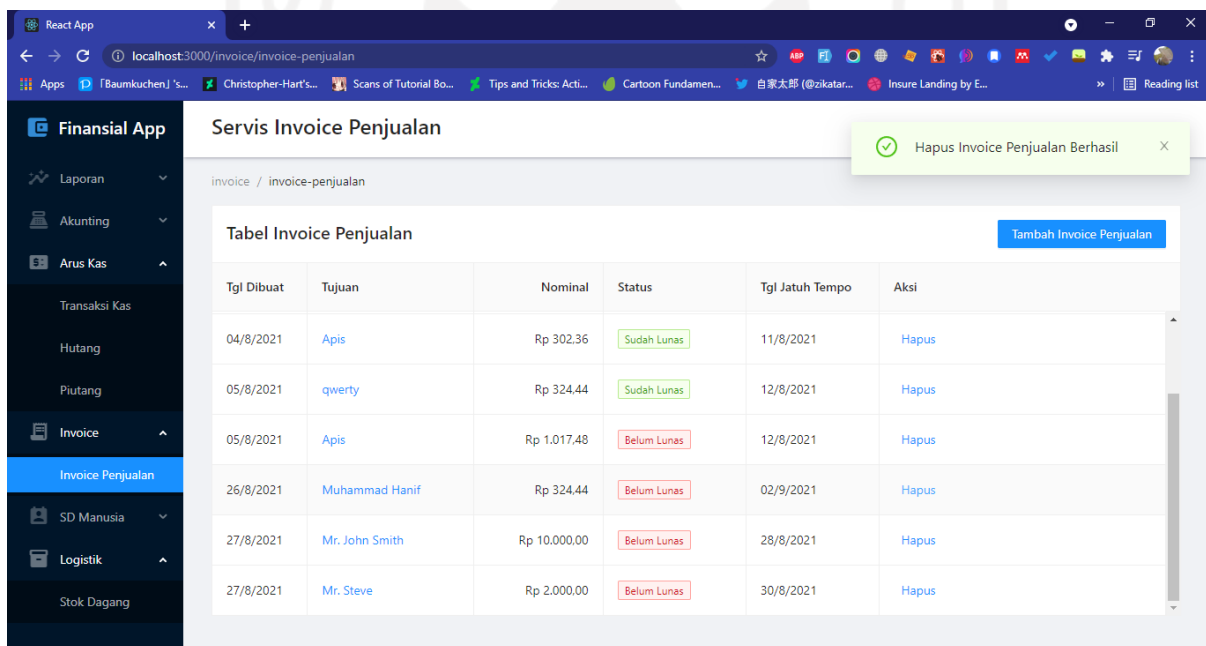 React App
localhost:3000/invoice/invoice-penjualan
ABP
Apps 「Baumkuchen」's... Christopher-Hart's... Scans of Tutorial Bo... Tips and Tricks: Acti... Cartoon Fundamen... 自家太郎 (@zikatar... Insure Landing by E... » Reading list
Finansial App
Servis Invoice Penjualan
Hapus Invoice Penjualan Berhasil
Laporan
Akunting
Arus Kas
Transaksi Kas
Hutang
Piutang
Invoice
Invoice Penjualan
SD Manusia
Logistik
Stok Dagang
invoice / invoice-penjualan
Tabel Invoice Penjualan
Tambah Invoice Penjualan
Tgl Dibuat Tujuan Nominal Status Tgl Jatuh Tempo Aksi
04/8/2021 Apis Rp 302,36 Sudah Lunas 11/8/2021 Hapus
05/8/2021 qwerty Rp 324,44 Sudah Lunas 12/8/2021 Hapus
05/8/2021 Apis Rp 1.017,48 Belum Lunas 12/8/2021 Hapus
26/8/2021 Muhammad Hanif Rp 324,44 Belum Lunas 02/9/2021 Hapus
27/8/2021 Mr. John Smith Rp 10.000,00 Belum Lunas 28/8/2021 Hapus
27/8/2021 Mr. Steve Rp 2.000,00 Belum Lunas 30/8/2021 Hapus